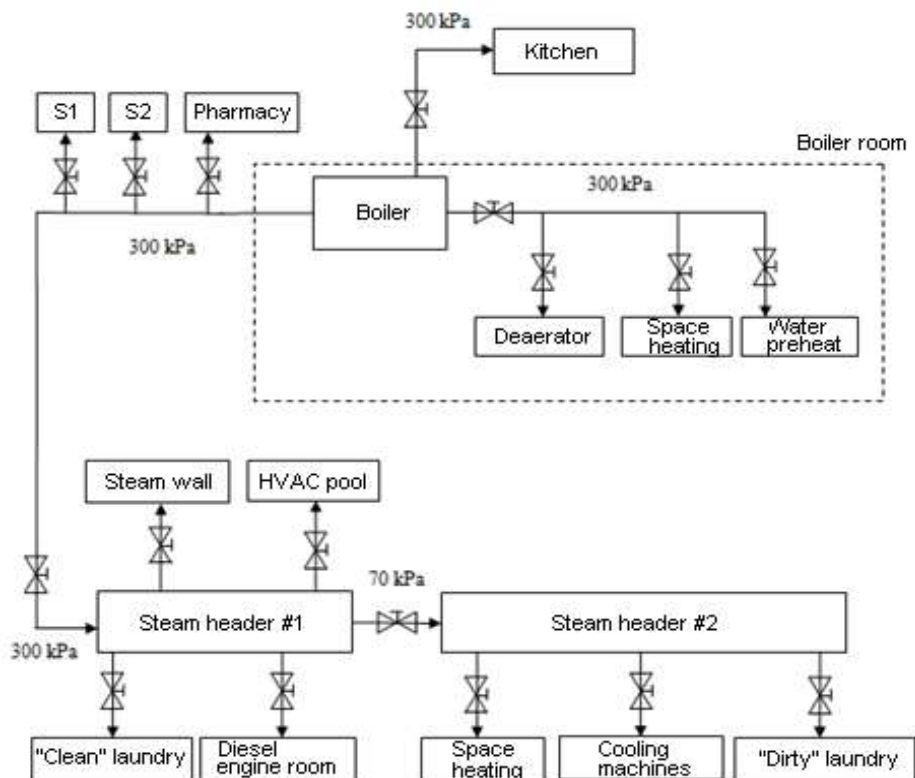 300 kPa
Kitchen
S1
S2
Pharmacy
Boiler room
Boiler
300 kPa
300 kPa
Deaerator
Space
heating
Water
preheat
Steam wall
HVAC pool
70 kPa
Steam header #1
Steam header #2
300 kPa
"Clean" laundry
Diesel
engine room
Space
heating
Cooling
machines
"Dirty" laundry